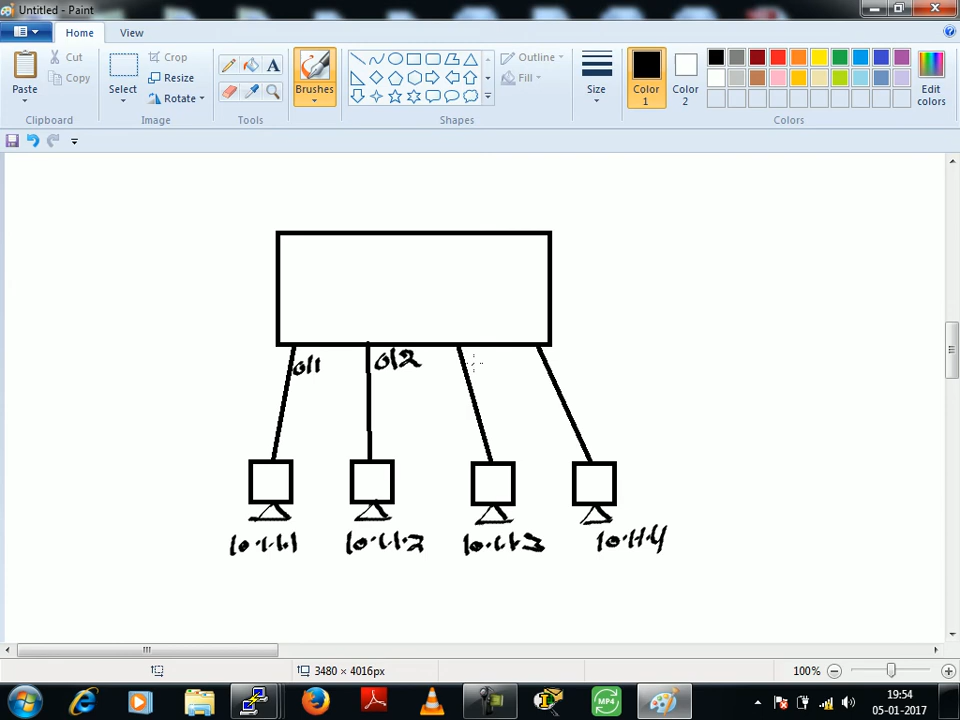 Untitled - Paint
Home View
Cut
Copy
Paste
Clipboard
Select
Crop
Resize
Rotate
Image
Tools
Brushes
Outline
Fill
Shapes
Size
Color 1
Color 2
Edit colors
Colors
0/1 0/2
10.1.1.1 10.1.1.2 10.1.1.3 10.1.1.4
3480 × 4016px 100%
MP4
19:54
05-01-2017